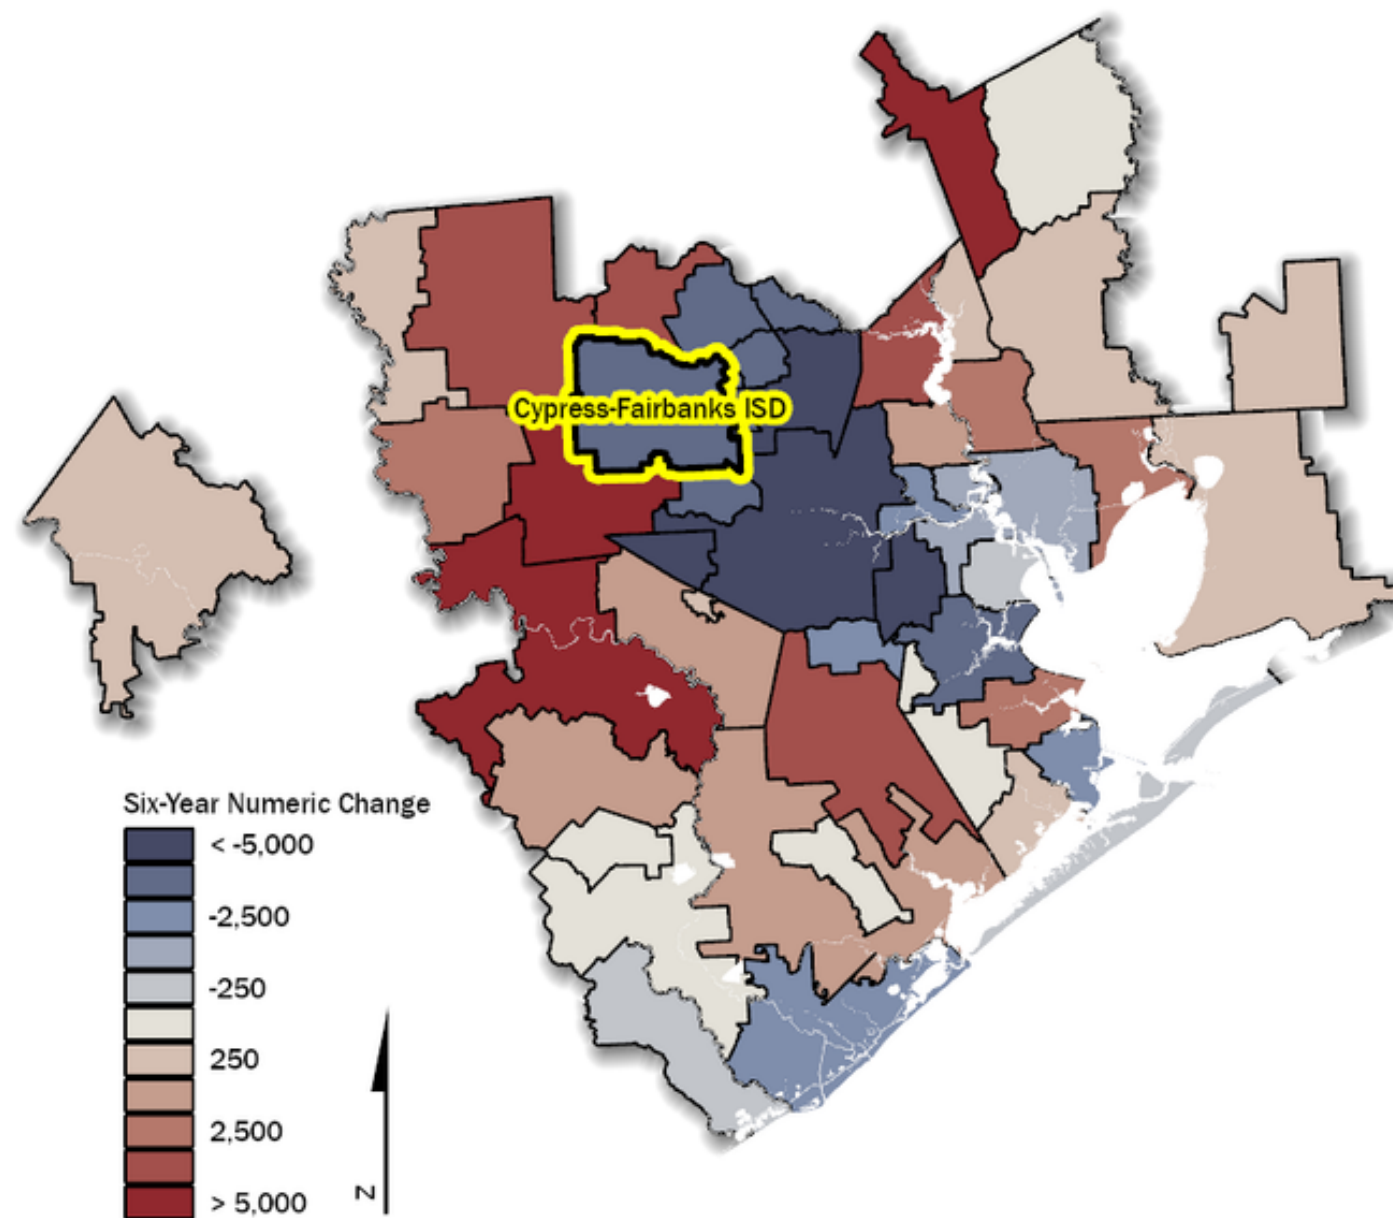 Cypress-Fairbanks ISD
Six-Year Numeric Change
< -5,000
-2,500
-250
250
2,500
> 5,000
N